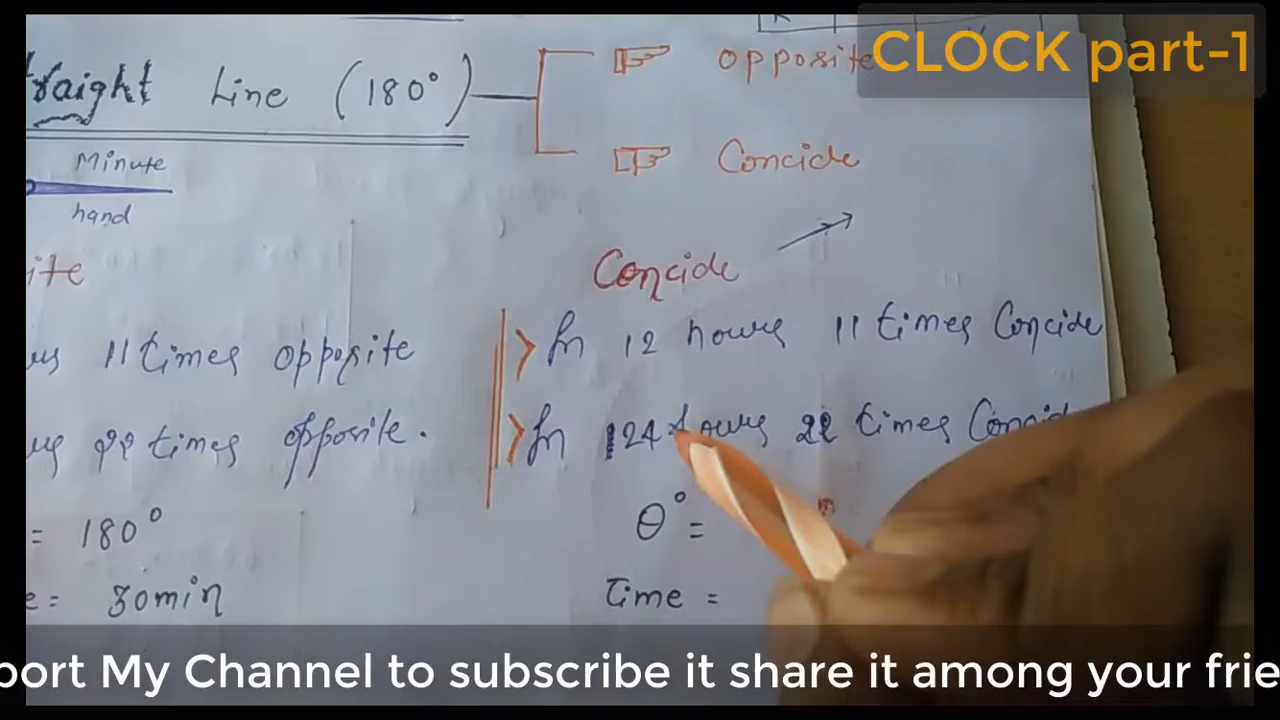 CLOCK part-1
opposite
traight Line (180°)
Concide
Minute
hand
ite
Concide
11 times opposite
In 12 hours 11 times Concide
22 times opposite.
In 24 hours 22 times Concid
= 180°
θ° =
e= 30min
Time =
port My Channel to subscribe it share it among your frie